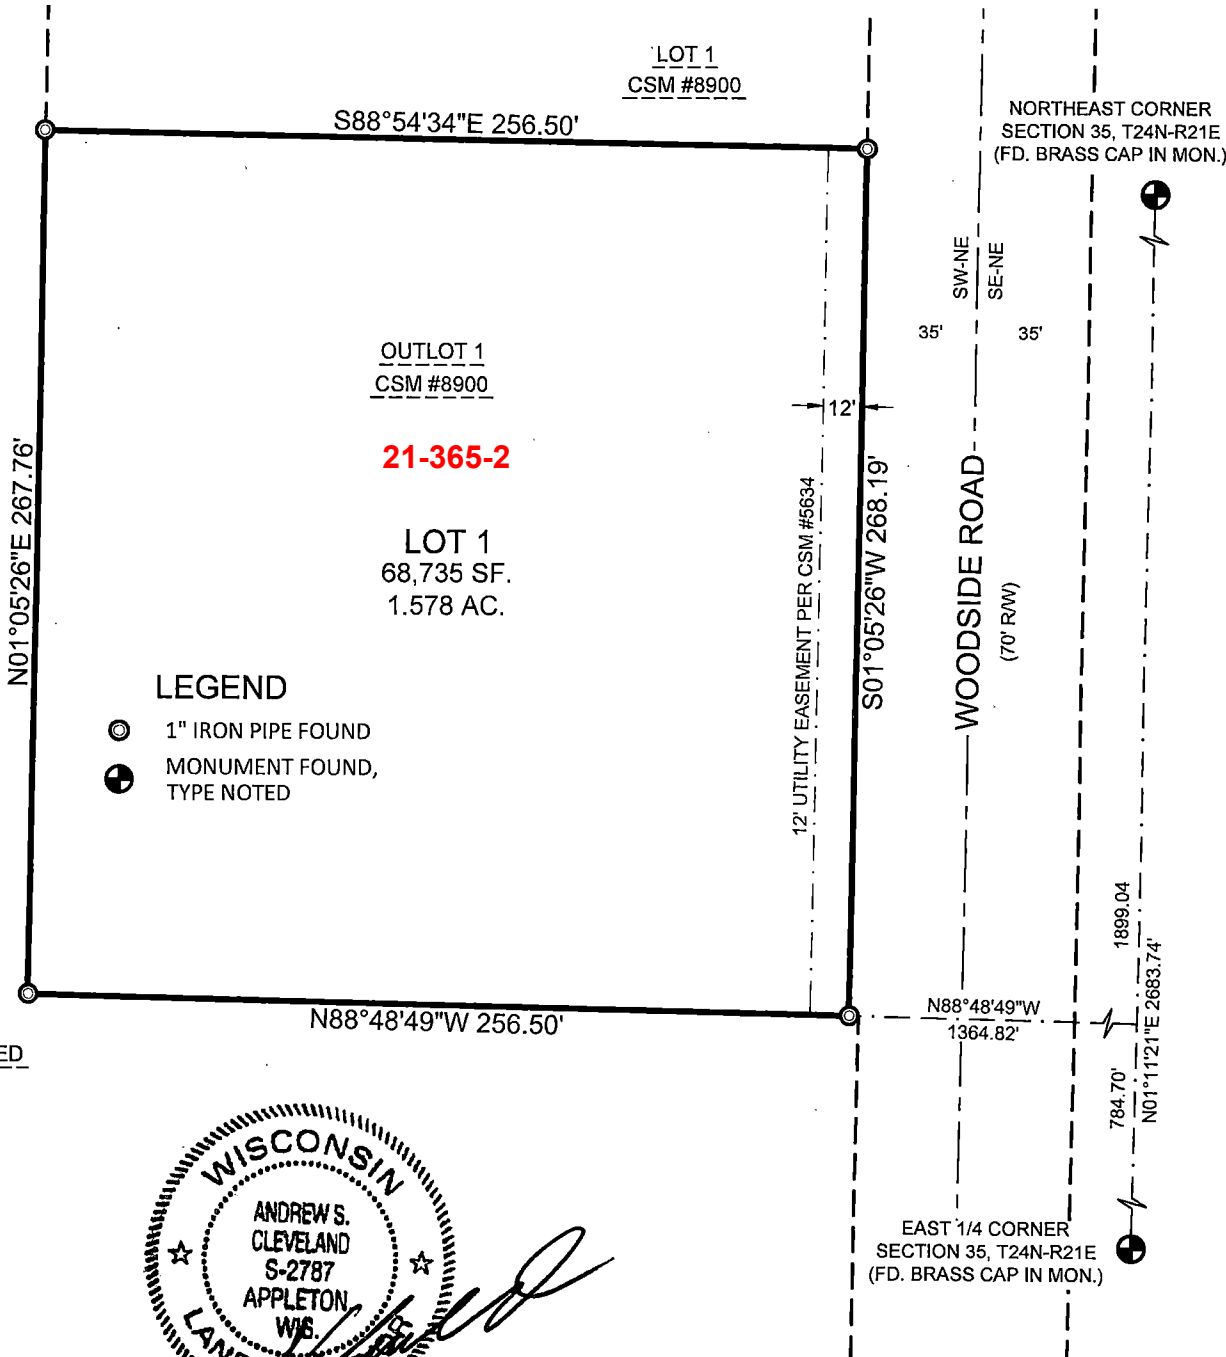 LOT 1
CSM #8900
S88°54'34"E 256.50'
NORTHEAST CORNER
SECTION 35, T24N-R21E
(FD. BRASS CAP IN MON.)
SW-NE
SE-NE
35'
35'
OUTLOT 1
CSM #8900
12'
21-365-2
N01°05'26"E 267.76'
LOT 1
68,735 SF.
1.578 AC.
12' UTILITY EASEMENT PER CSM #5634
S01°05'26"W 268.19'
WOODSIDE ROAD
(70' R/W)
LEGEND
1" IRON PIPE FOUND
MONUMENT FOUND,
TYPE NOTED
1899.04
N01°11'21"E 2683.74'
784.70'
N88°48'49"W 256.50'
N88°48'49"W
1364.82'
ED
WISCONSIN
ANDREW S.
CLEVELAND
S-2787
APPLETON,
WIS.
EAST 1/4 CORNER
SECTION 35, T24N-R21E
(FD. BRASS CAP IN MON.)